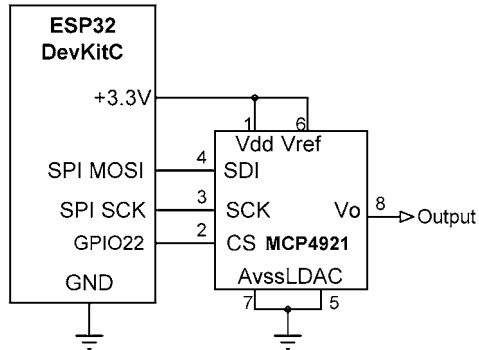 ESP32
DevKitC
+3.3V
1 6
Vdd Vref
SPI MOSI 4 SDI
SPI SCK 3 SCK Vo 8 Output
GPIO22 2 CS MCP4921
GND
AvssLDAC
7 5